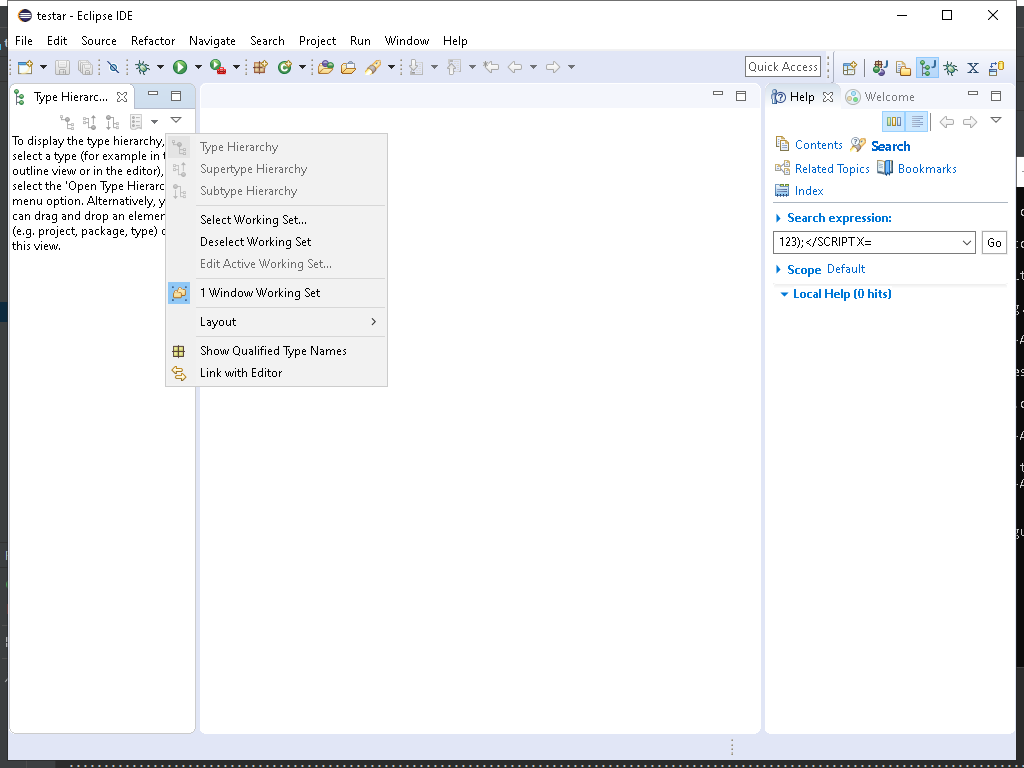 testar - Eclipse IDE
File Edit Source Refactor Navigate Search Project Run Window Help
Quick Access
Type Hierarc...
Help
Welcome
To display the type hierarchy,
select a type (for example in t
outline view or in the editor),
select the 'Open Type Hierarc
menu option. Alternatively, y
can drag and drop an elemen
(e.g. project, package, type) o
this view.
Type Hierarchy
Supertype Hierarchy
Subtype Hierarchy
Select Working Set...
Deselect Working Set
Edit Active Working Set...
1 Window Working Set
Layout
Show Qualified Type Names
Link with Editor
Contents Search
Related Topics Bookmarks
Index
Search expression:
123);</SCRIPT X=
Go
Scope Default
Local Help (0 hits)